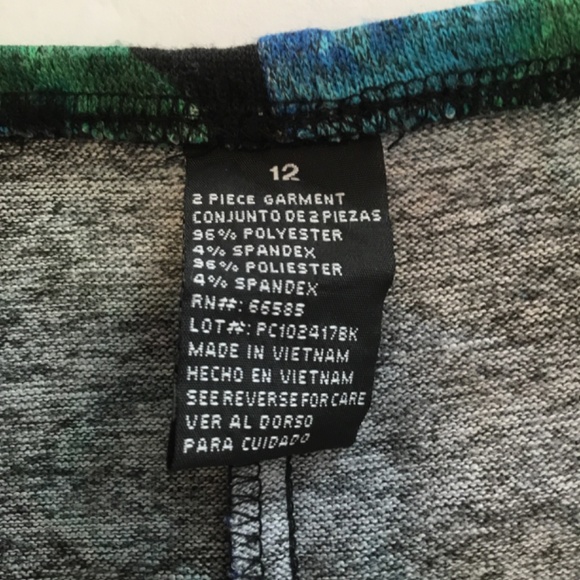 12
2 PIECE GARMENT
CONJUNTO DE 2 PIEZAS
96% POLYESTER
4% SPANDEX
96% POLIESTER
4% SPANDEX
RN#: 66585
LOT#: PC102417BK
MADE IN VIETNAM
HECHO EN VIETNAM
SEE REVERSE FOR CARE
VER AL DORSO
PARA CUIDADO